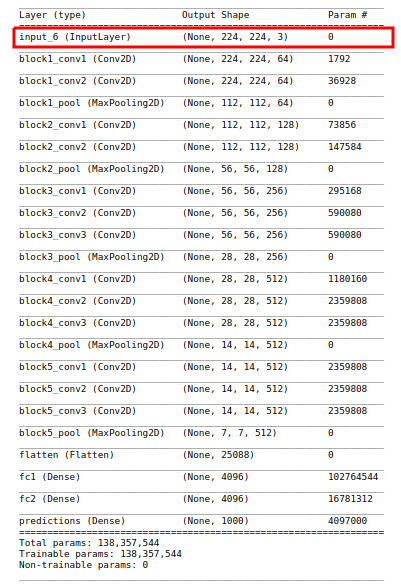 Layer (type) Output Shape Param #
input_6 (InputLayer) (None, 224, 224, 3) 0
block1_conv1 (Conv2D) (None, 224, 224, 64) 1792
block1_conv2 (Conv2D) (None, 224, 224, 64) 36928
block1_pool (MaxPooling2D) (None, 112, 112, 64) 0
block2_conv1 (Conv2D) (None, 112, 112, 128) 73856
block2_conv2 (Conv2D) (None, 112, 112, 128) 147584
block2_pool (MaxPooling2D) (None, 56, 56, 128) 0
block3_conv1 (Conv2D) (None, 56, 56, 256) 295168
block3_conv2 (Conv2D) (None, 56, 56, 256) 590080
block3_conv3 (Conv2D) (None, 56, 56, 256) 590080
block3_pool (MaxPooling2D) (None, 28, 28, 256) 0
block4_conv1 (Conv2D) (None, 28, 28, 512) 1180160
block4_conv2 (Conv2D) (None, 28, 28, 512) 2359808
block4_conv3 (Conv2D) (None, 28, 28, 512) 2359808
block4_pool (MaxPooling2D) (None, 14, 14, 512) 0
block5_conv1 (Conv2D) (None, 14, 14, 512) 2359808
block5_conv2 (Conv2D) (None, 14, 14, 512) 2359808
block5_conv3 (Conv2D) (None, 14, 14, 512) 2359808
block5_pool (MaxPooling2D) (None, 7, 7, 512) 0
flatten (Flatten) (None, 25088) 0
fc1 (Dense) (None, 4096) 102764544
fc2 (Dense) (None, 4096) 16781312
predictions (Dense) (None, 1000) 4097000
Total params: 138,357,544
Trainable params: 138,357,544
Non-trainable params: 0